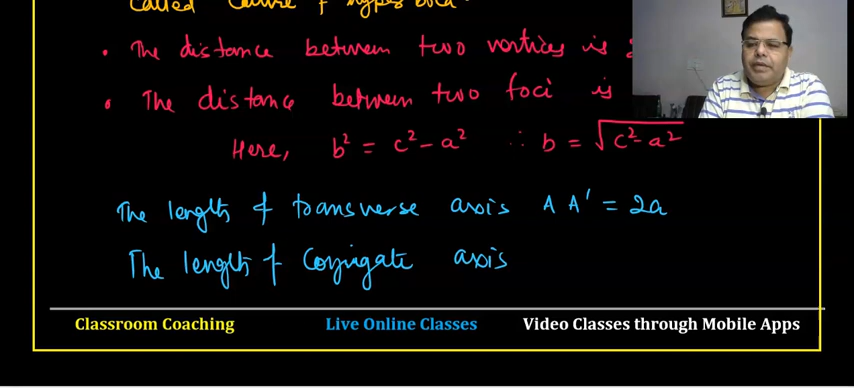 • The distance between two vertices is
• The distance between two foci is
Here, b² = c² - a² ∴ b = √c² - a²
The length of transverse axis A A' = 2a
The length of Conjugate axis
Classroom Coaching Live Online Classes Video Classes through Mobile Apps